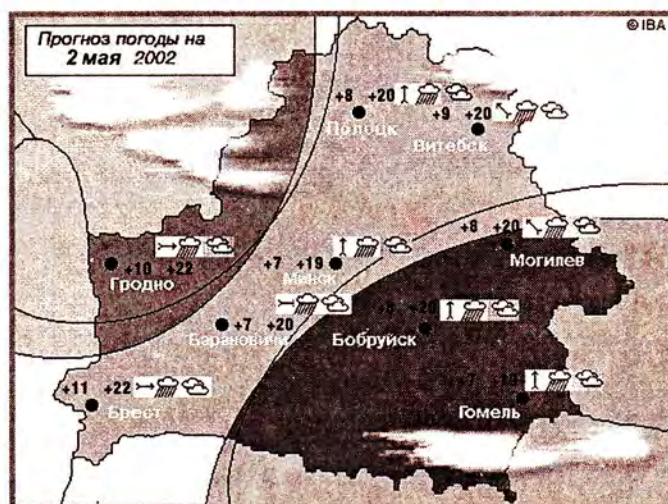 Прогноз погоды на
2 мая 2002
© IBA
+8 +20
Полоцк
+9 +20
Витебск
+8 +20
Могилев
+10 +22
Гродно
+7 +19
Минск
+7 +20
Барановичи
+20
Бобруйск
+11 +22
Брест
Гомель